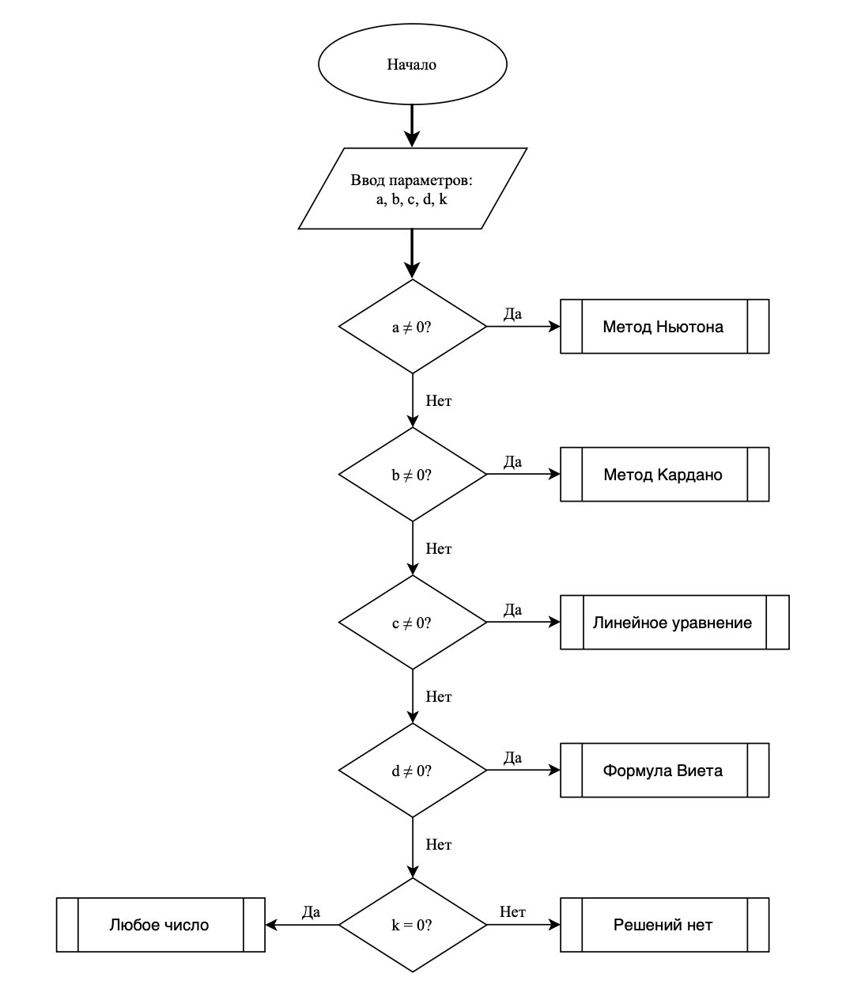 Начало
Ввод параметров:
a, b, c, d, k
a ≠ 0?
Да
Метод Ньютона
Нет
b ≠ 0?
Да
Метод Кардано
Нет
c ≠ 0?
Да
Линейное уравнение
Нет
d ≠ 0?
Да
Формула Виета
Нет
Любое число
Да
k = 0?
Нет
Решений нет